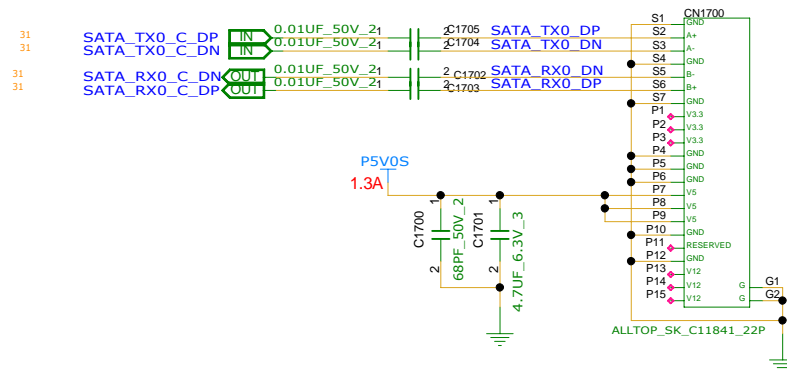 CN1700
31 SATA_TX0_C_DP IN 0.01UF_50V_2 1 2 C1705 SATA_TX0_DP S1 GND
31 SATA_TX0_C_DN IN 0.01UF_50V_2 1 2 C1704 SATA_TX0_DN S2 A+
S3 A-
S4 GND
31 SATA_RX0_C_DN OUT 0.01UF_50V_2 1 2 C1702 SATA_RX0_DN S5 B-
31 SATA_RX0_C_DP OUT 0.01UF_50V_2 1 2 C1703 SATA_RX0_DP S6 B+
S7 GND
P1 V3.3
P2 V3.3
P3 V3.3
P4 GND
P5V0S P5 GND
1.3A P6 GND
P7 V5
P8 V5
P9 V5
P10 GND
P11 RESERVED
P12 GND
P13 V12
P14 V12 G G1
P15 V12 G G2
1 C1700 2 68PF_50V_2
1 C1701 2 4.7UF_6.3V_3
ALLTOP_SK_C11841_22P